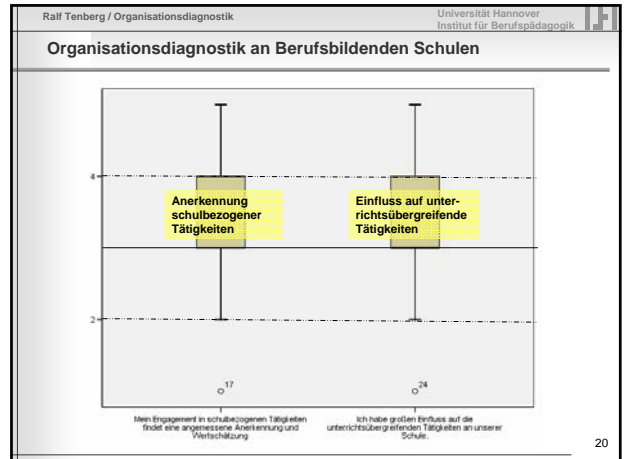 Ralf Tenberg / Organisationsdiagnostik
Universität Hannover
Institut für Berufspädagogik
Organisationsdiagnostik an Berufsbildenden Schulen
4
Anerkennung
schulbezogener
Tätigkeiten
Einfluss auf unter-
richtsübergreifende
Tätigkeiten
2
17
24
Mein Engagement in schulbezogenen Tätigkeiten
findet eine angemessene Anerkennung und
Wertschätzung
Ich habe großen Einfluss auf die
unterrichtsübergreifenden Tätigkeiten an unserer
Schule.
20